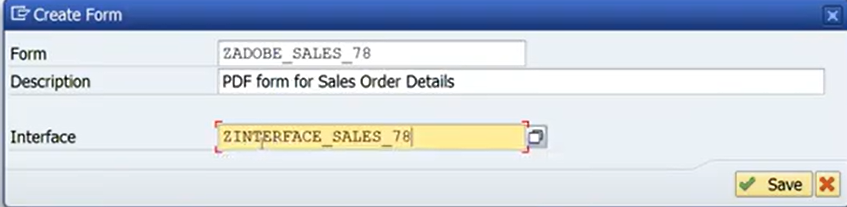 Create Form
Form ZADOBE_SALES_78
Description PDF form for Sales Order Details
Interface ZINTERFACE_SALES_78
Save